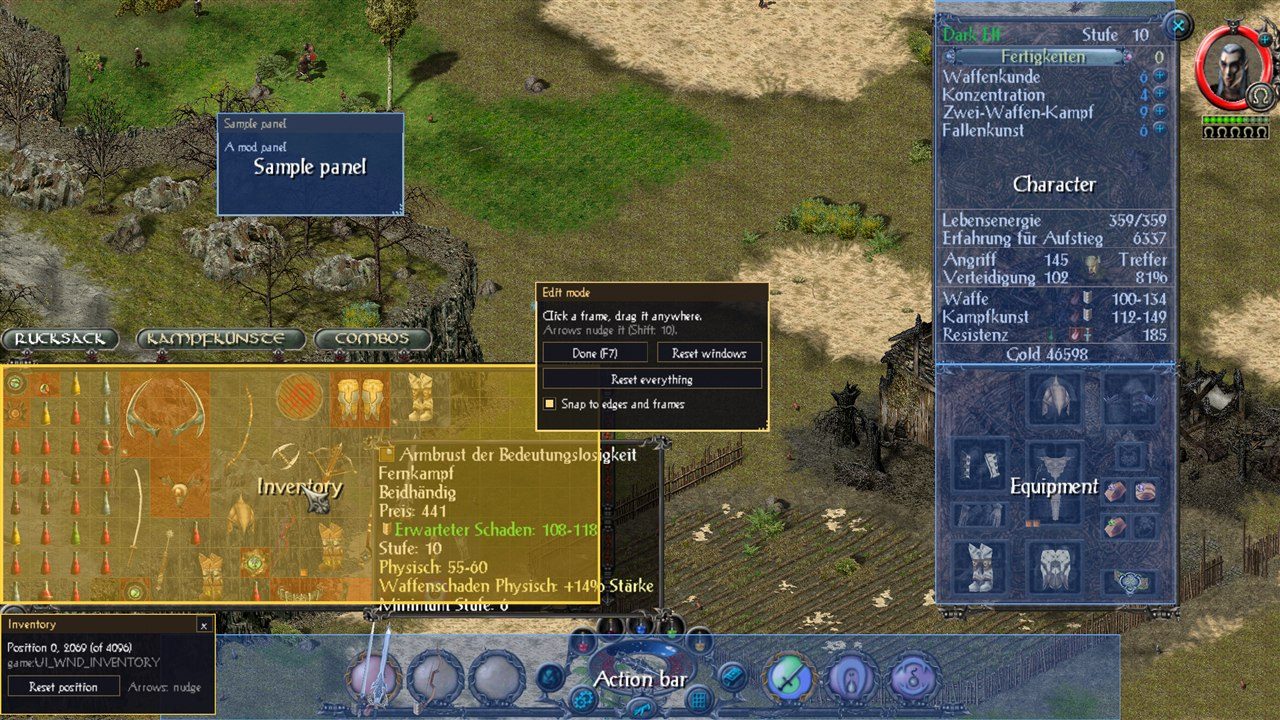 Dark Elf
Stufe 10
Fertigkeiten 0
Waffenkunde 6
Konzentration 4
Zwei-Waffen-Kampf 9
Fallenkunst 6
Character
Lebensenergie 359/359
Erfahrung für Aufstieg 6337
Angriff 145 Treffer
Verteidigung 102 81%
Waffe 100-134
Kampfkunst 112-149
Resistenz 185
Gold 46598
Equipment
Sample panel
A mod panel
Sample panel
Edit mode
Click a frame, drag it anywhere.
Arrows nudge it (Shift: 10).
Done (F7) Reset windows
Reset everything
Snap to edges and frames
RUCKSACK KAMPFKÜNSTE COMBOS
Inventory
Armbrust der Bedeutungslosigkeit
Fernkampf
Beidhändig
Preis: 441
Erwarteter Schaden: 108-118
Stufe: 10
Physisch: 55-60
Waffenschaden Physisch: +14% Stärke
Minimum Stufe: 6
Inventory x
Position 0, 2069 (of 4096)
game:UI_WND_INVENTORY
Reset position Arrows: nudge
Action bar